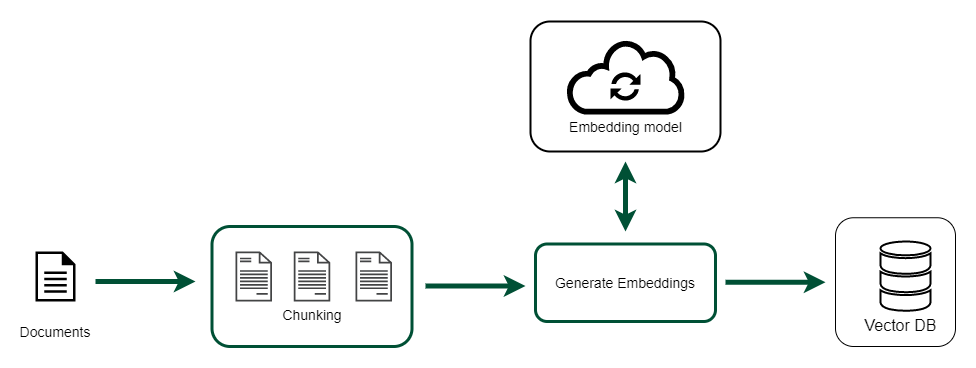 Embedding model
Documents
Chunking
Generate Embeddings
Vector DB